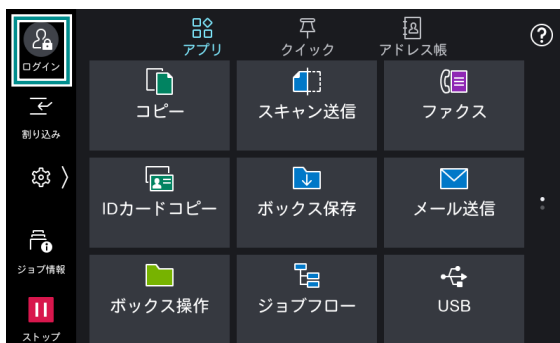 ログイン
アプリ
クイック
アドレス帳
?
割り込み
ジョブ情報
ストップ
コピー
スキャン送信
ファクス
IDカードコピー
ボックス保存
メール送信
ボックス操作
ジョブフロー
USB